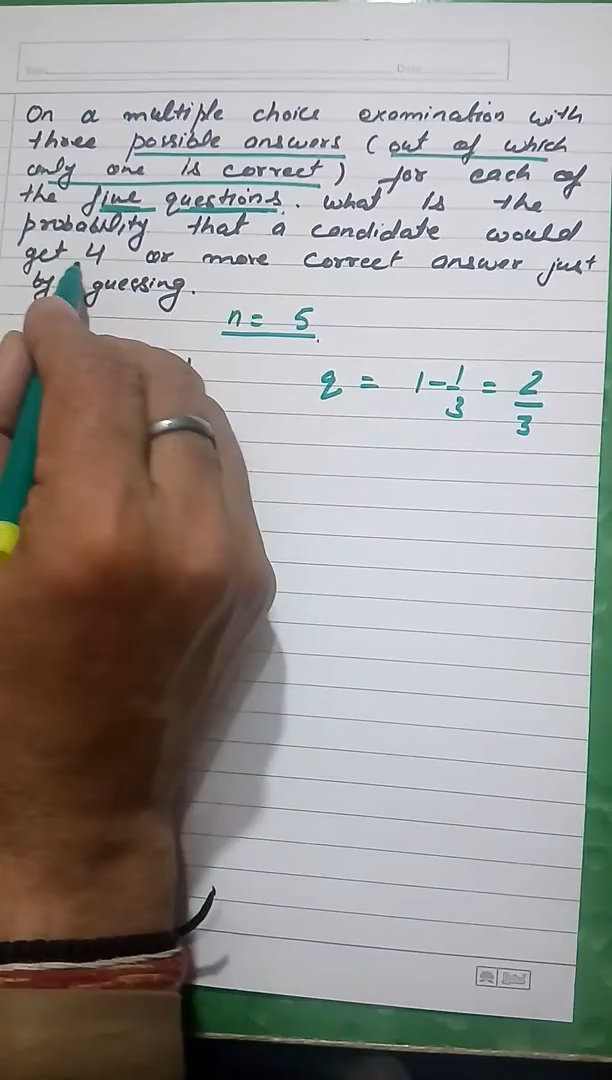 Date
On a multiple choice examination with
three possible answers (out of which
only one is correct) for each of
the five questions. what is the
probability that a candidate would
get 4 or more correct answer just
by guessing.
n = 5
q = 1 - 1/3 = 2/3